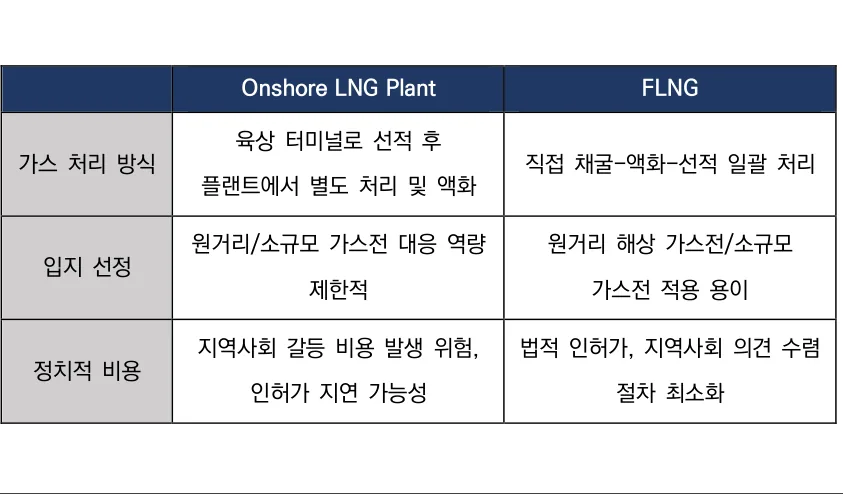 Onshore LNG Plant
FLNG
가스 처리 방식
육상 터미널로 선적 후
플랜트에서 별도 처리 및 액화
직접 채굴-액화-선적 일괄 처리
입지 선정
원거리/소규모 가스전 대응 역량
제한적
원거리 해상 가스전/소규모
가스전 적용 용이
정치적 비용
지역사회 갈등 비용 발생 위험,
인허가 지연 가능성
법적 인허가, 지역사회 의견 수렴
절차 최소화